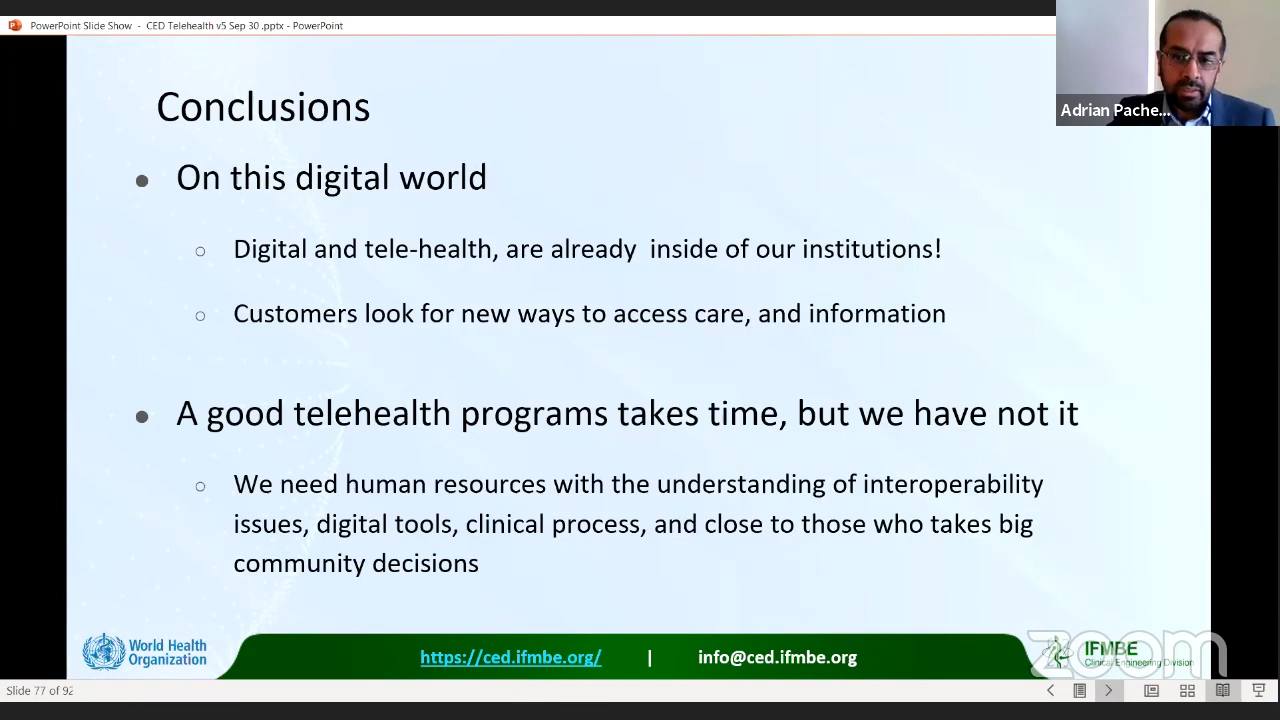 PowerPoint Slide Show - CED Telehealth v5 Sep 30 .pptx - PowerPoint
Adrian Pache...
Conclusions
On this digital world
Digital and tele-health, are already inside of our institutions!
Customers look for new ways to access care, and information
A good telehealth programs takes time, but we have not it
We need human resources with the understanding of interoperability
issues, digital tools, clinical process, and close to those who takes big
community decisions
World Health
Organization
https://ced.ifmbe.org/ | info@ced.ifmbe.org
IFMBE
Clinical Engineering Division
zoom
Slide 77 of 92